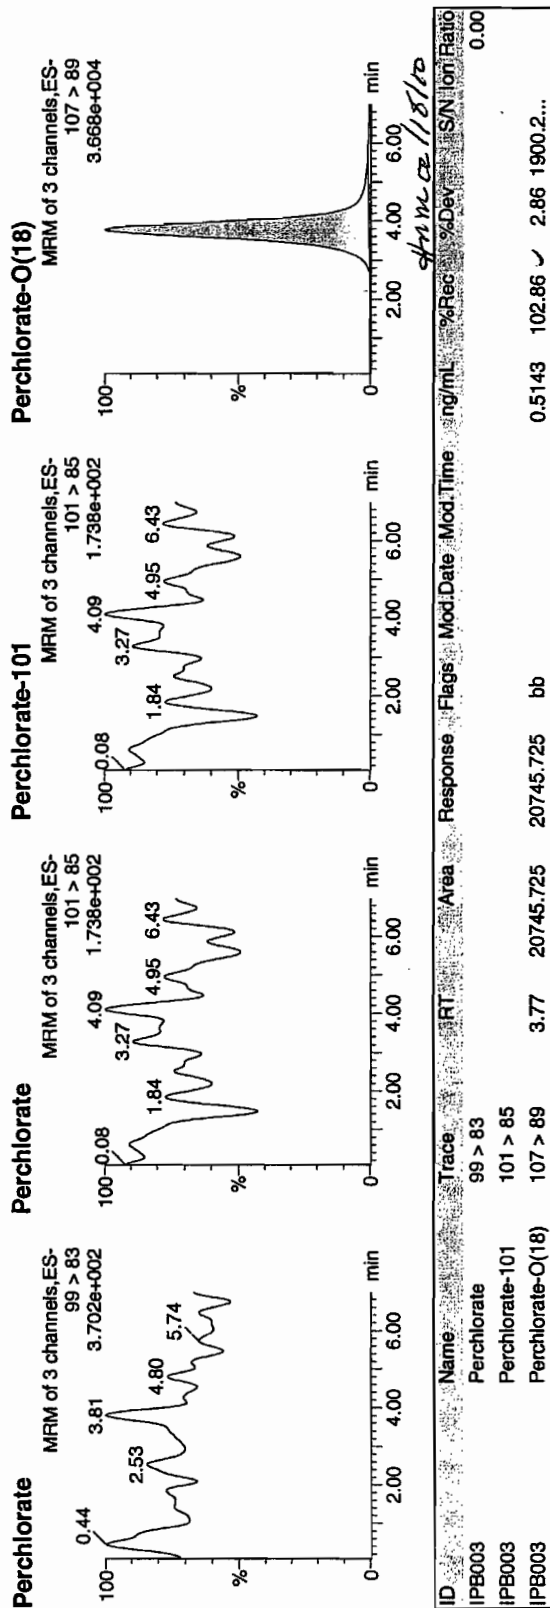 Perchlorate
MRM of 3 channels,ES-
99 > 83
3.702e+002
100
%
0
0.44
2.53
3.81
4.80
5.74
2.00
4.00
6.00
min
Perchlorate
MRM of 3 channels,ES-
101 > 85
1.738e+002
100
%
0
0.08
1.84
3.27
4.09
4.95
6.43
2.00
4.00
6.00
min
Perchlorate-101
MRM of 3 channels,ES-
101 > 85
1.738e+002
100
%
0
0.08
1.84
3.27
4.09
4.95
6.43
2.00
4.00
6.00
min
Perchlorate-O(18)
MRM of 3 channels,ES-
107 > 89
3.668e+004
100
%
0
2.00
4.00
6.00
min
ID Name Trace RT Area Response Flags Mod.Date Mod.Time ng/mL %Rec %Dev S/N Ion Ratio
IPB003 Perchlorate 99 > 83 0.00
IPB003 Perchlorate-101 101 > 85
IPB003 Perchlorate-O(18) 107 > 89 3.77 20745.725 20745.725 bb 0.5143 102.86 ✓ 2.86 1900.2...